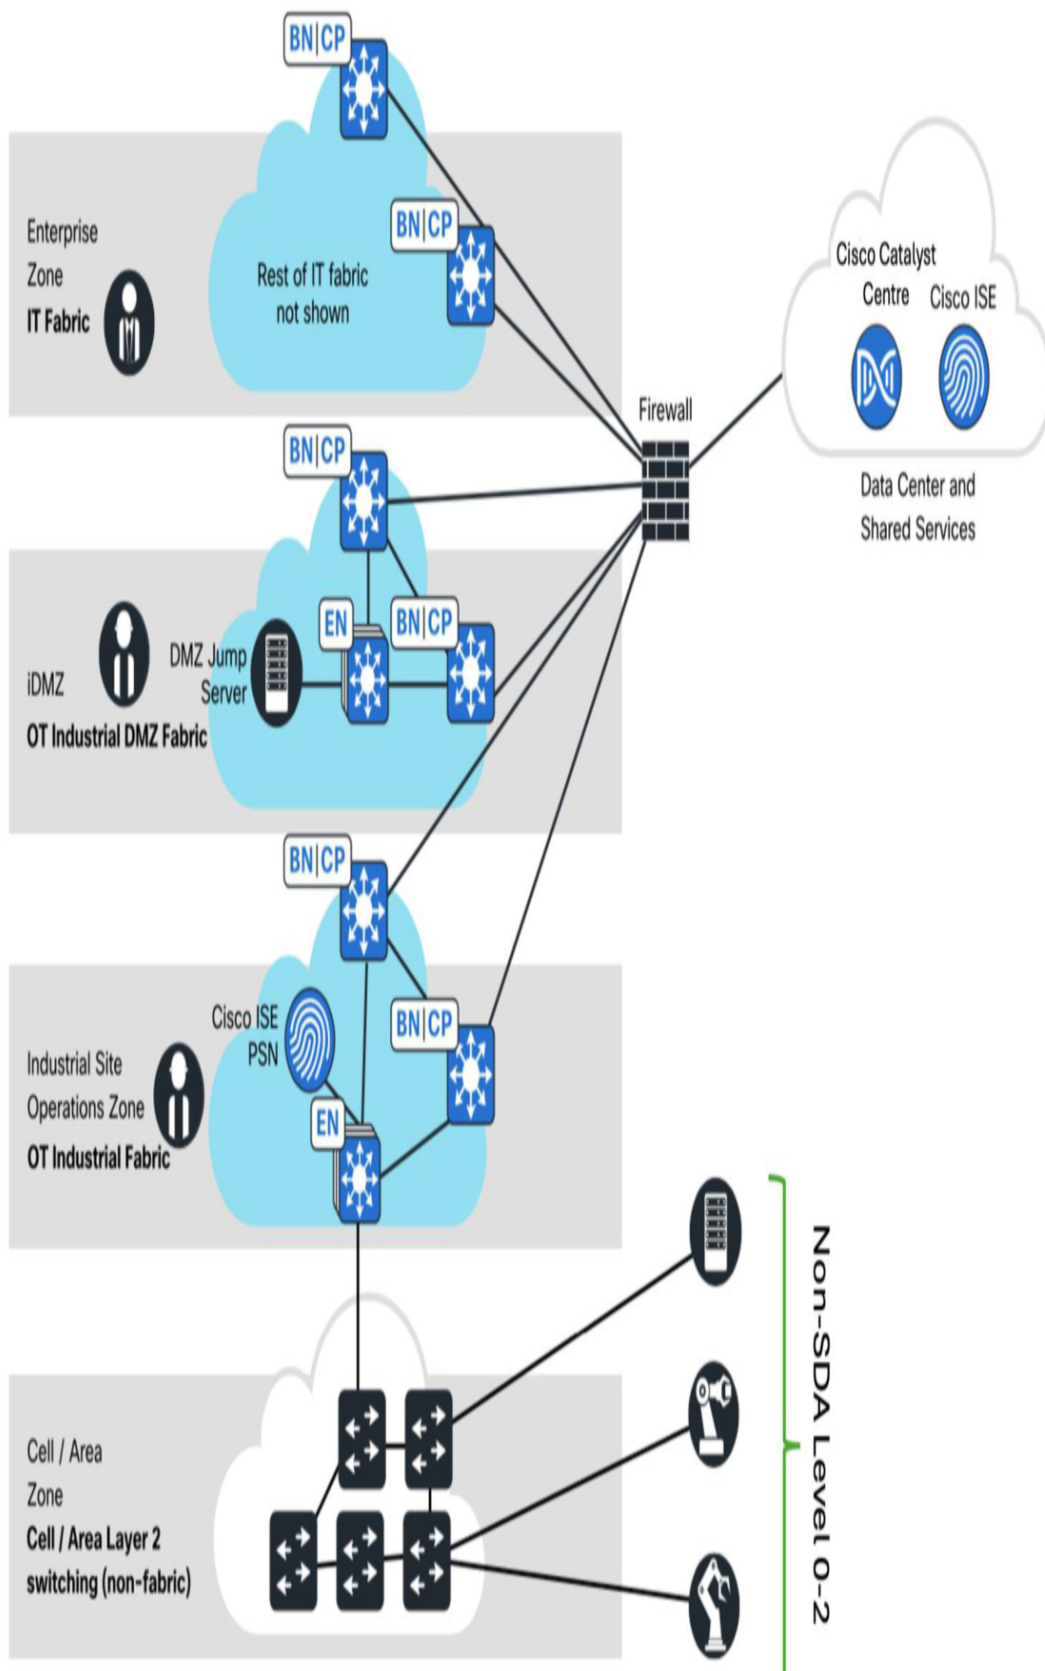 BN|CP
BN|CP
Enterprise
Zone
IT Fabric
Rest of IT fabric
not shown
Cisco Catalyst
Centre
Cisco ISE
Firewall
Data Center and
Shared Services
BN|CP
EN
BN|CP
DMZ Jump
Server
iDMZ
OT Industrial DMZ Fabric
BN|CP
Cisco ISE
PSN
BN|CP
Industrial Site
Operations Zone
OT Industrial Fabric
EN
Non-SDA Level 0-2
Cell / Area
Zone
Cell / Area Layer 2
switching (non-fabric)